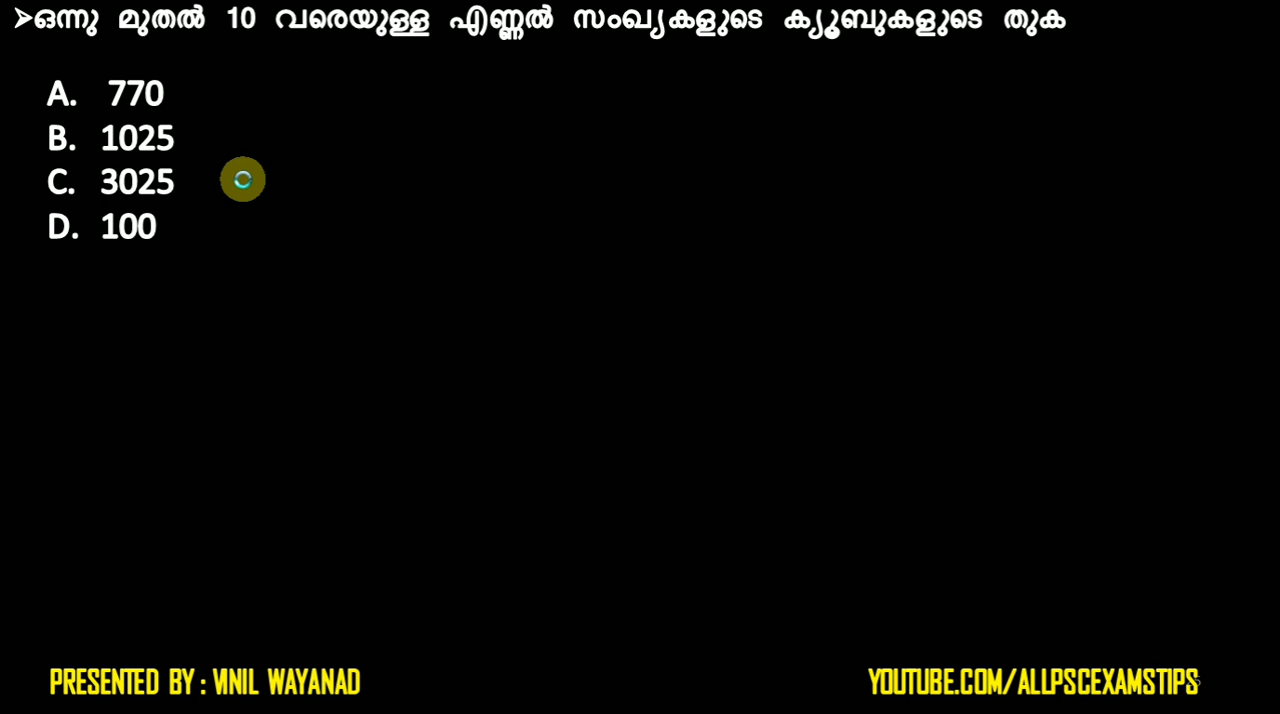 ➢ഒന്നു മുതൽ 10 വരെയുള്ള എണ്ണൽ സംഖ്യകളുടെ ക്യൂബുകളുടെ തുക
A. 770
B. 1025
C. 3025
D. 100
PRESENTED BY : VINIL WAYANAD
YOUTUBE.COM/ALLPSCEXAMSTIPS